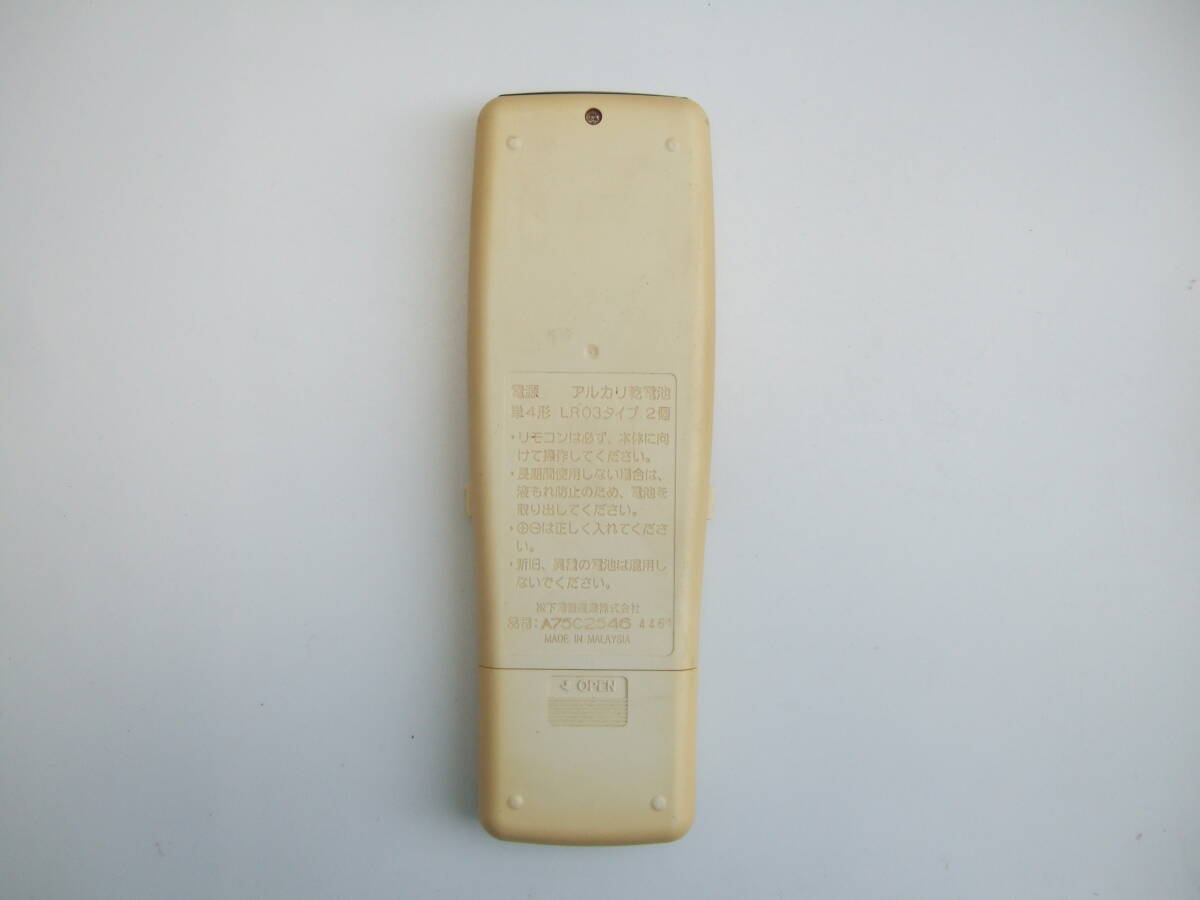 電源 アルカリ乾電池
単4形 LR03タイプ 2個
・リモコンは必ず、本体に向
けて操作してください。
・長期間使用しない場合は、
液もれ防止のため、電池を
取り出してください。
・⊕⊖は正しく入れてくださ
い。
・新旧、異種の電池は混用し
ないでください。
松下電器産業株式会社
品番:A75C2546 4461
MADE IN MALAYSIA
< OPEN